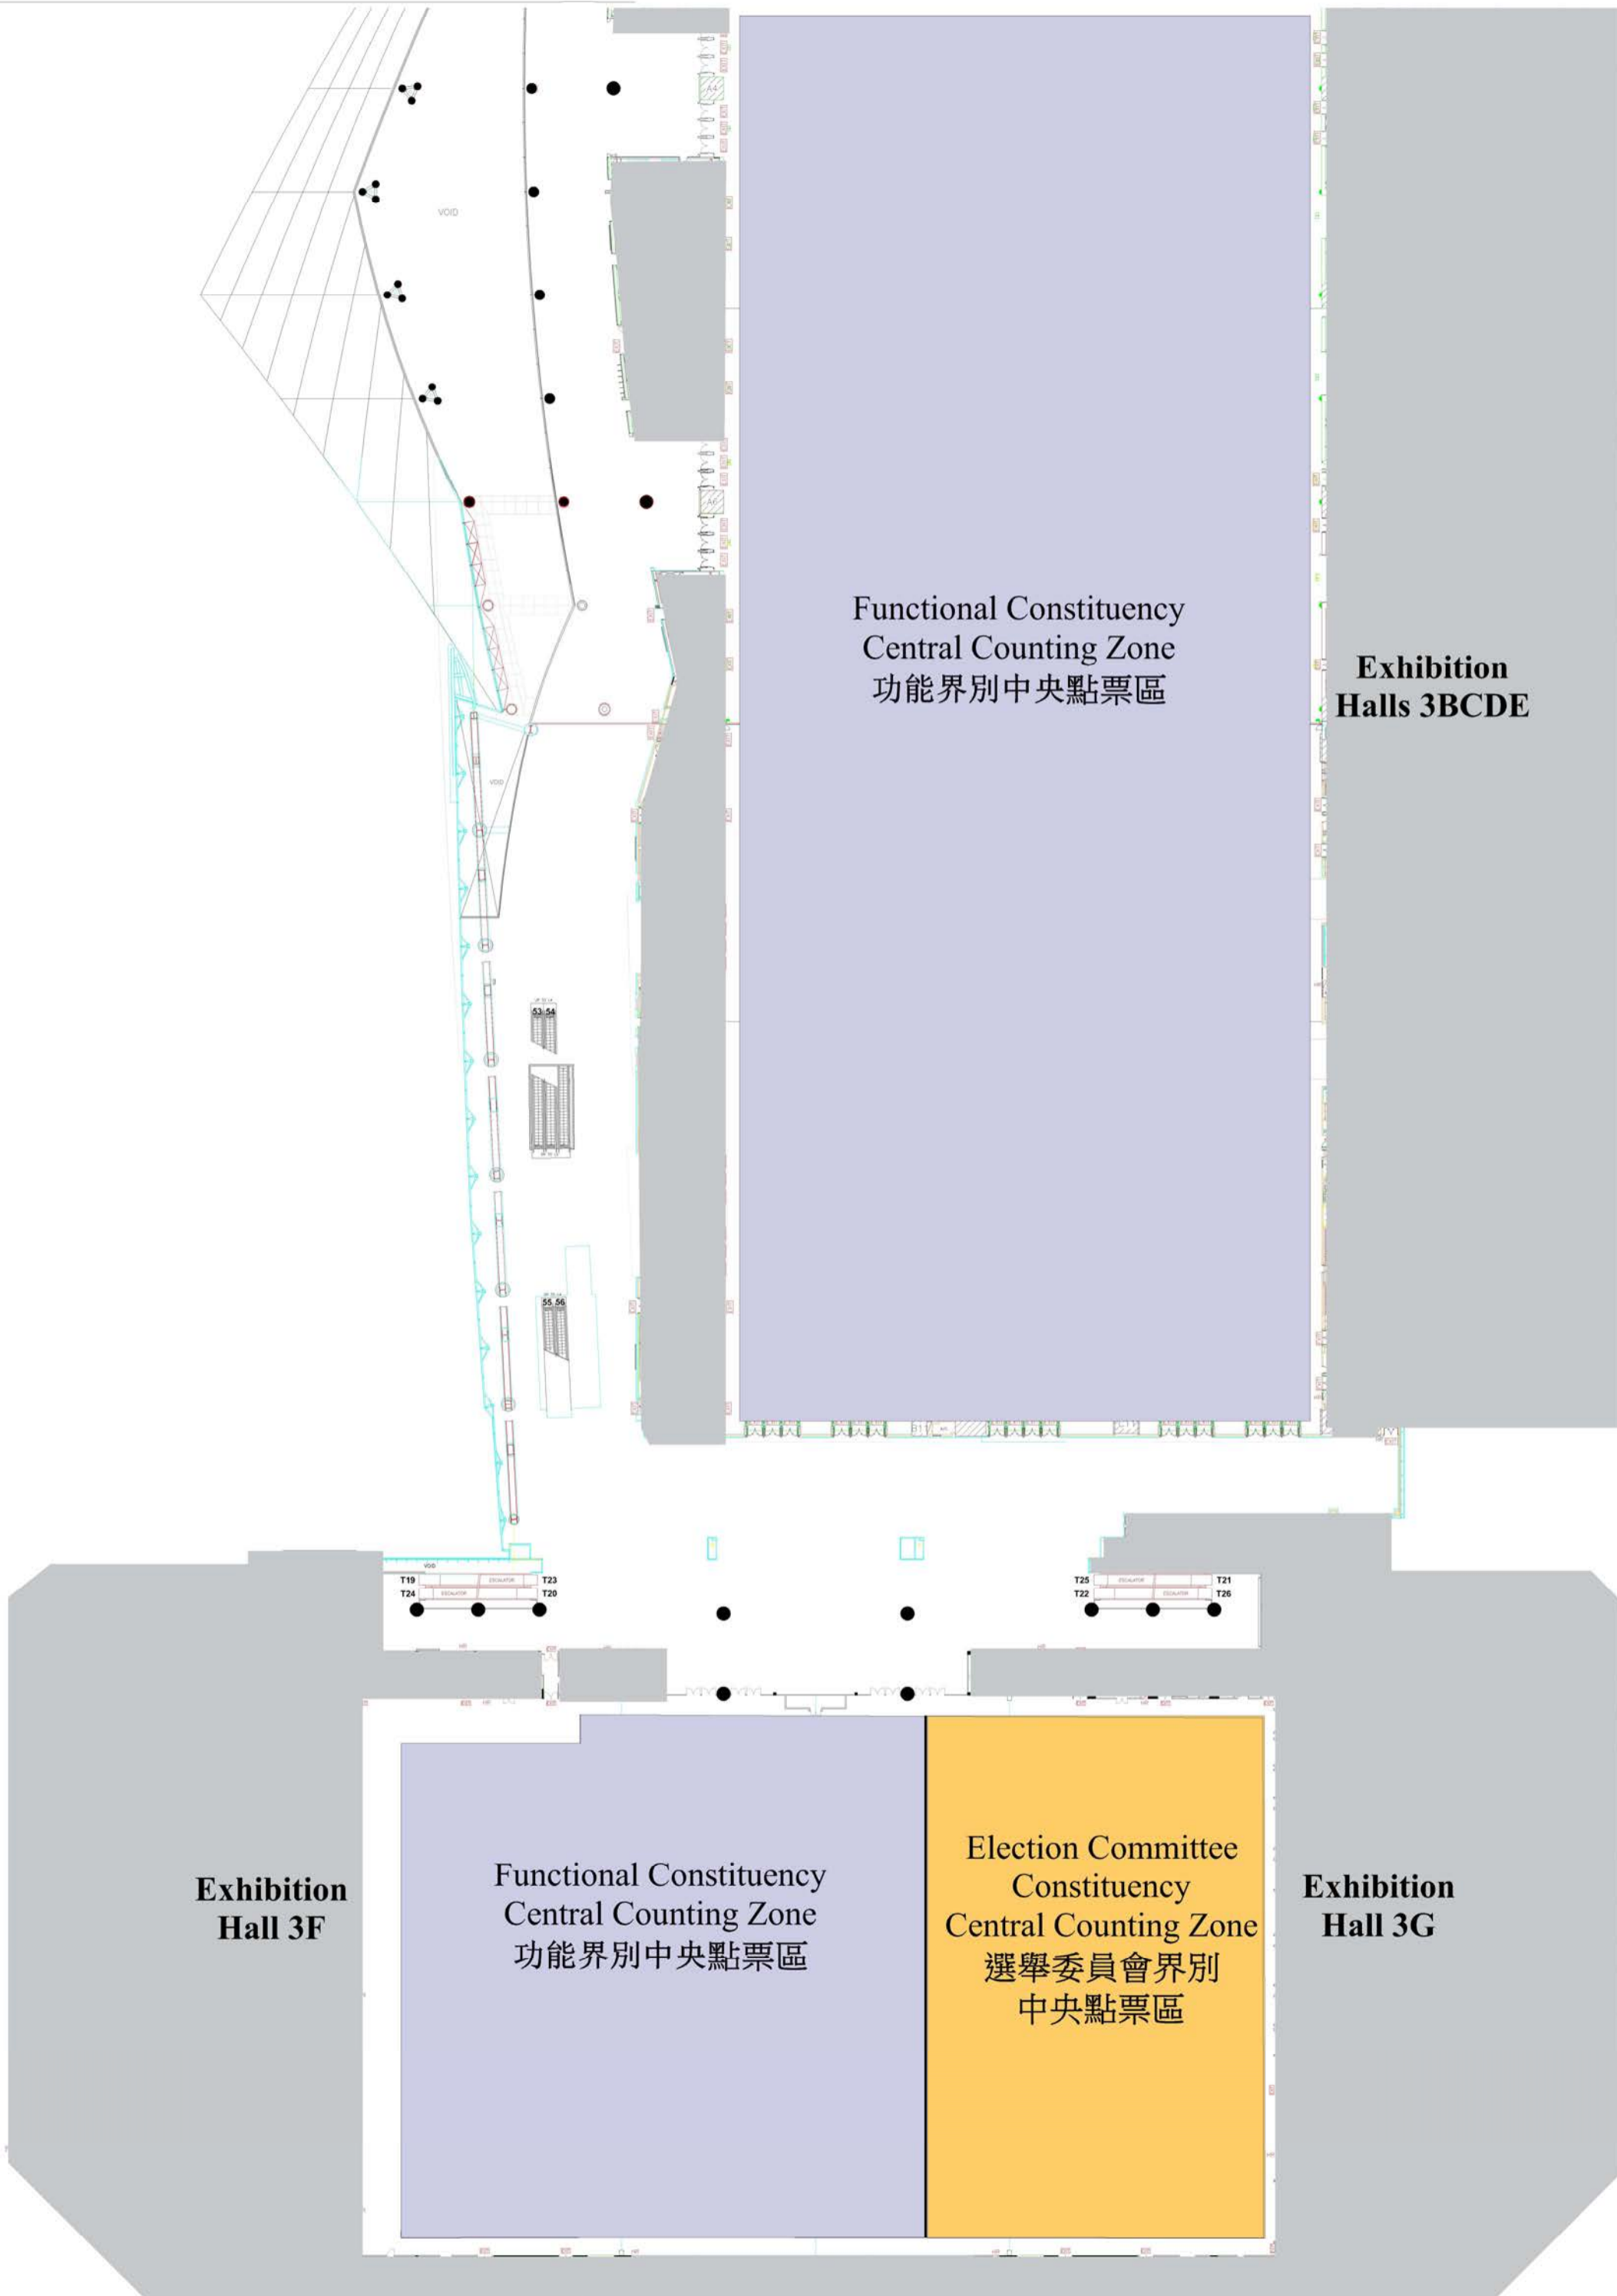 A4
VOID
A6
Functional Constituency
Central Counting Zone
功能界別中央點票區
Exhibition
Halls 3BCDE
VOID
53 54
55 56
VOID
T19 ESCALATOR T23
T24 ESCALATOR T20
T25 ESCALATOR T21
T22 ESCALATOR T26
Exhibition
Hall 3F
Functional Constituency
Central Counting Zone
功能界別中央點票區
Election Committee
Constituency
Central Counting Zone
選舉委員會界別
中央點票區
Exhibition
Hall 3G